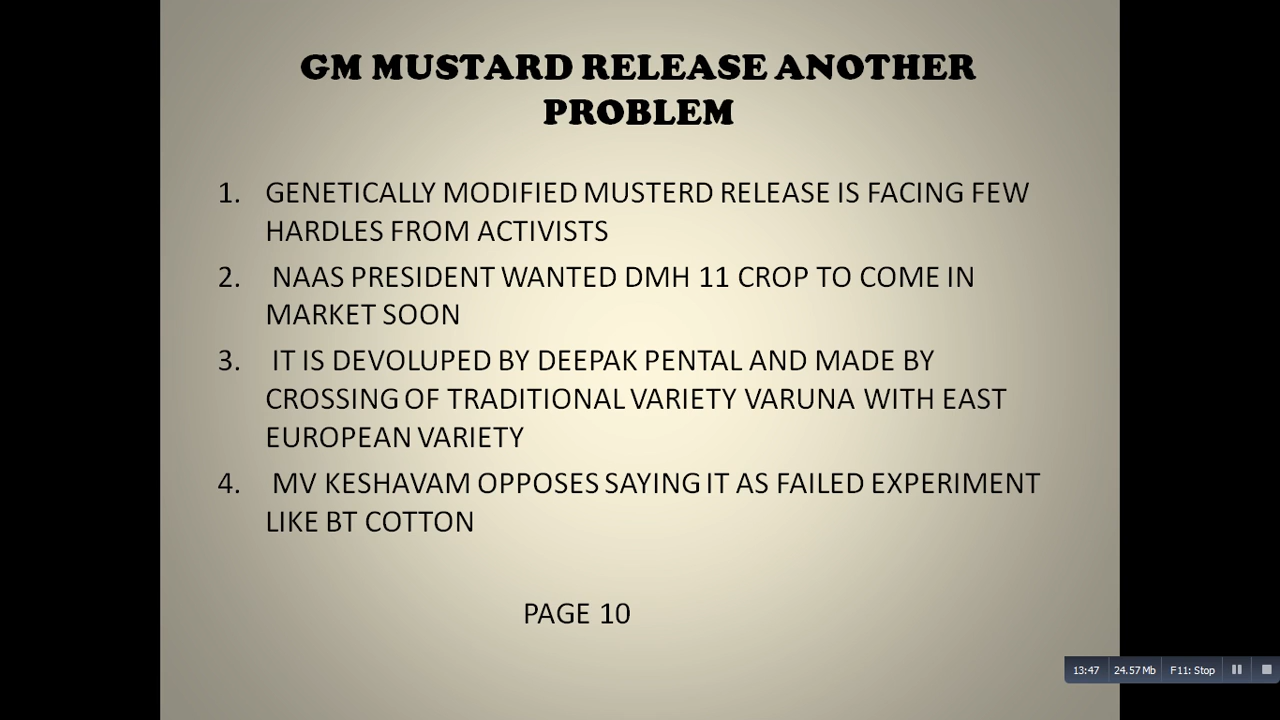 GM MUSTARD RELEASE ANOTHER
PROBLEM
1. GENETICALLY MODIFIED MUSTERD RELEASE IS FACING FEW
HARDLES FROM ACTIVISTS
2. NAAS PRESIDENT WANTED DMH 11 CROP TO COME IN
MARKET SOON
3. IT IS DEVOLUPED BY DEEPAK PENTAL AND MADE BY
CROSSING OF TRADITIONAL VARIETY VARUNA WITH EAST
EUROPEAN VARIETY
4. MV KESHAVAM OPPOSES SAYING IT AS FAILED EXPERIMENT
LIKE BT COTTON
PAGE 10
13:47 24.57 Mb F11: Stop